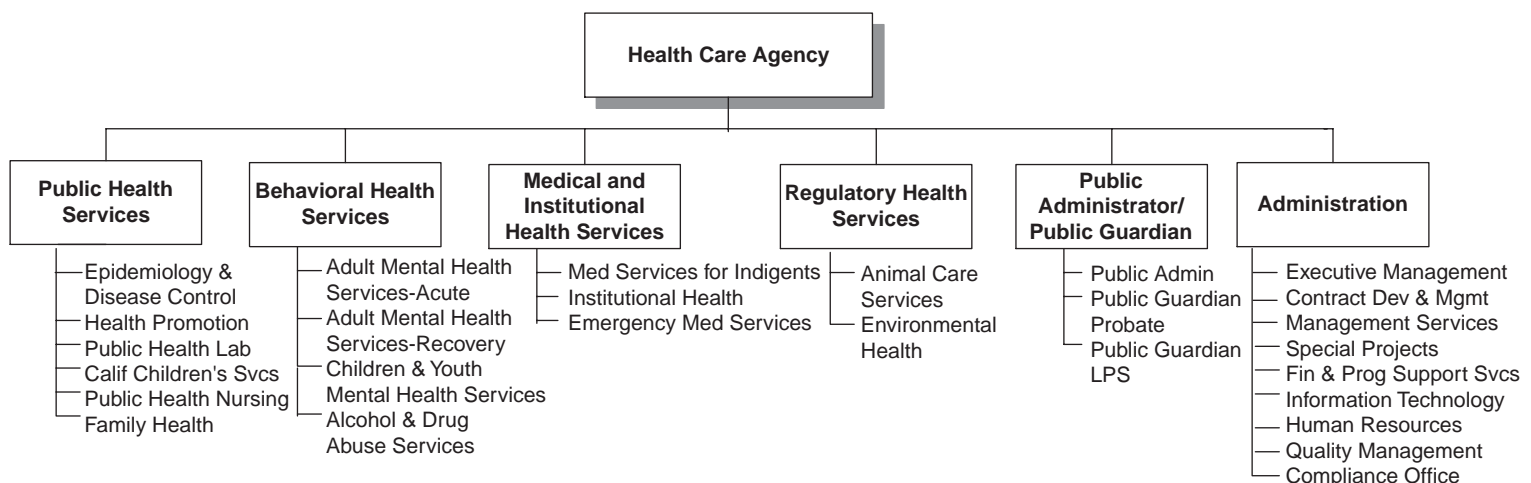 Health Care Agency
Public Health
Services
Epidemiology &
Disease Control
Health Promotion
Public Health Lab
Calif Children's Svcs
Public Health Nursing
Family Health
Behavioral Health
Services
Adult Mental Health
Services-Acute
Adult Mental Health
Services-Recovery
Children & Youth
Mental Health Services
Alcohol & Drug
Abuse Services
Medical and
Institutional
Health Services
Med Services for Indigents
Institutional Health
Emergency Med Services
Regulatory Health
Services
Animal Care
Services
Environmental
Health
Public
Administrator/
Public Guardian
Public Admin
Public Guardian
Probate
Public Guardian
LPS
Administration
Executive Management
Contract Dev & Mgmt
Management Services
Special Projects
Fin & Prog Support Svcs
Information Technology
Human Resources
Quality Management
Compliance Office